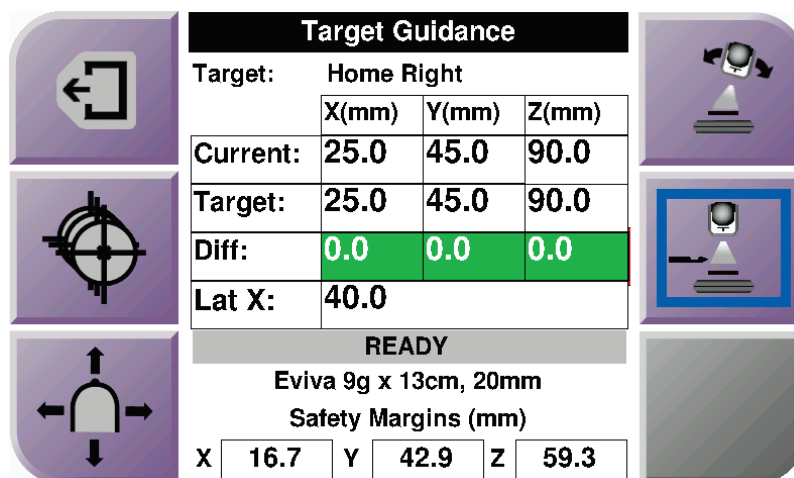 Target Guidance
Target: Home Right
X(mm) Y(mm) Z(mm)
Current: 25.0 45.0 90.0
Target: 25.0 45.0 90.0
Diff: 0.0 0.0 0.0
Lat X: 40.0
READY
Eviva 9g x 13cm, 20mm
Safety Margins (mm)
X 16.7 Y 42.9 Z 59.3